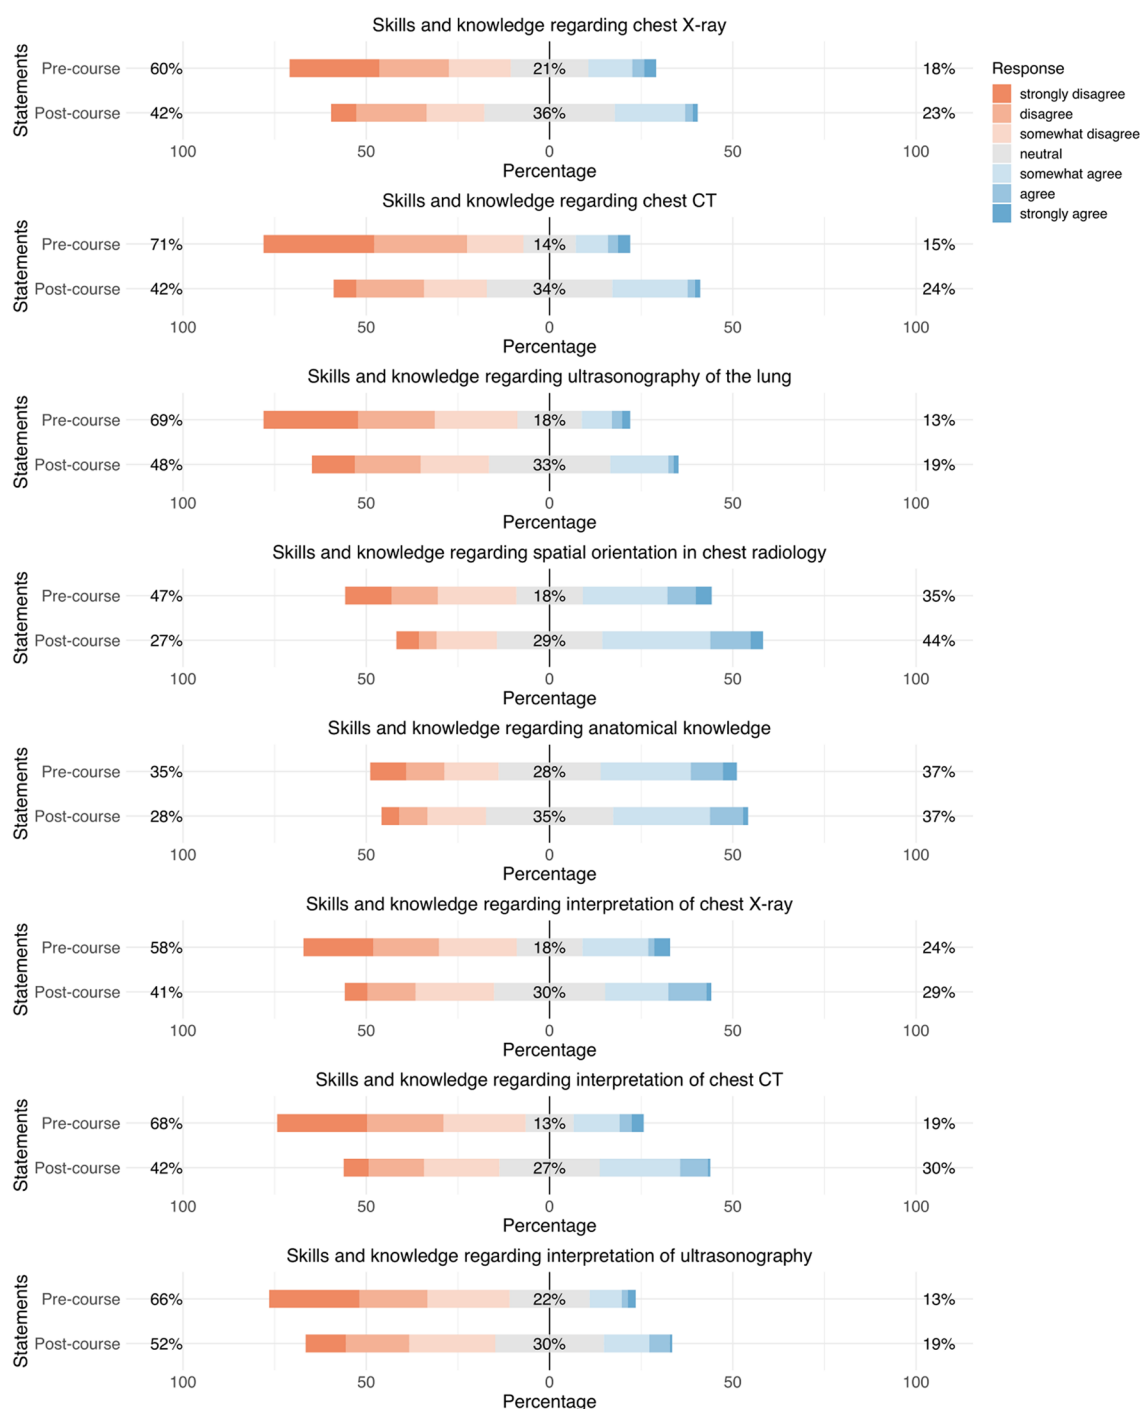 Skills and knowledge regarding chest X-ray
Statements
Pre-course 60% 21% 18%
Post-course 42% 36% 23%
100 50 0 50 100
Percentage
Response
strongly disagree
disagree
somewhat disagree
neutral
somewhat agree
agree
strongly agree
Skills and knowledge regarding chest CT
Statements
Pre-course 71% 14% 15%
Post-course 42% 34% 24%
100 50 0 50 100
Percentage
Skills and knowledge regarding ultrasonography of the lung
Statements
Pre-course 69% 18% 13%
Post-course 48% 33% 19%
100 50 0 50 100
Percentage
Skills and knowledge regarding spatial orientation in chest radiology
Statements
Pre-course 47% 18% 35%
Post-course 27% 29% 44%
100 50 0 50 100
Percentage
Skills and knowledge regarding anatomical knowledge
Statements
Pre-course 35% 28% 37%
Post-course 28% 35% 37%
100 50 0 50 100
Percentage
Skills and knowledge regarding interpretation of chest X-ray
Statements
Pre-course 58% 18% 24%
Post-course 41% 30% 29%
100 50 0 50 100
Percentage
Skills and knowledge regarding interpretation of chest CT
Statements
Pre-course 68% 13% 19%
Post-course 42% 27% 30%
100 50 0 50 100
Percentage
Skills and knowledge regarding interpretation of ultrasonography
Statements
Pre-course 66% 22% 13%
Post-course 52% 30% 19%
100 50 0 50 100
Percentage